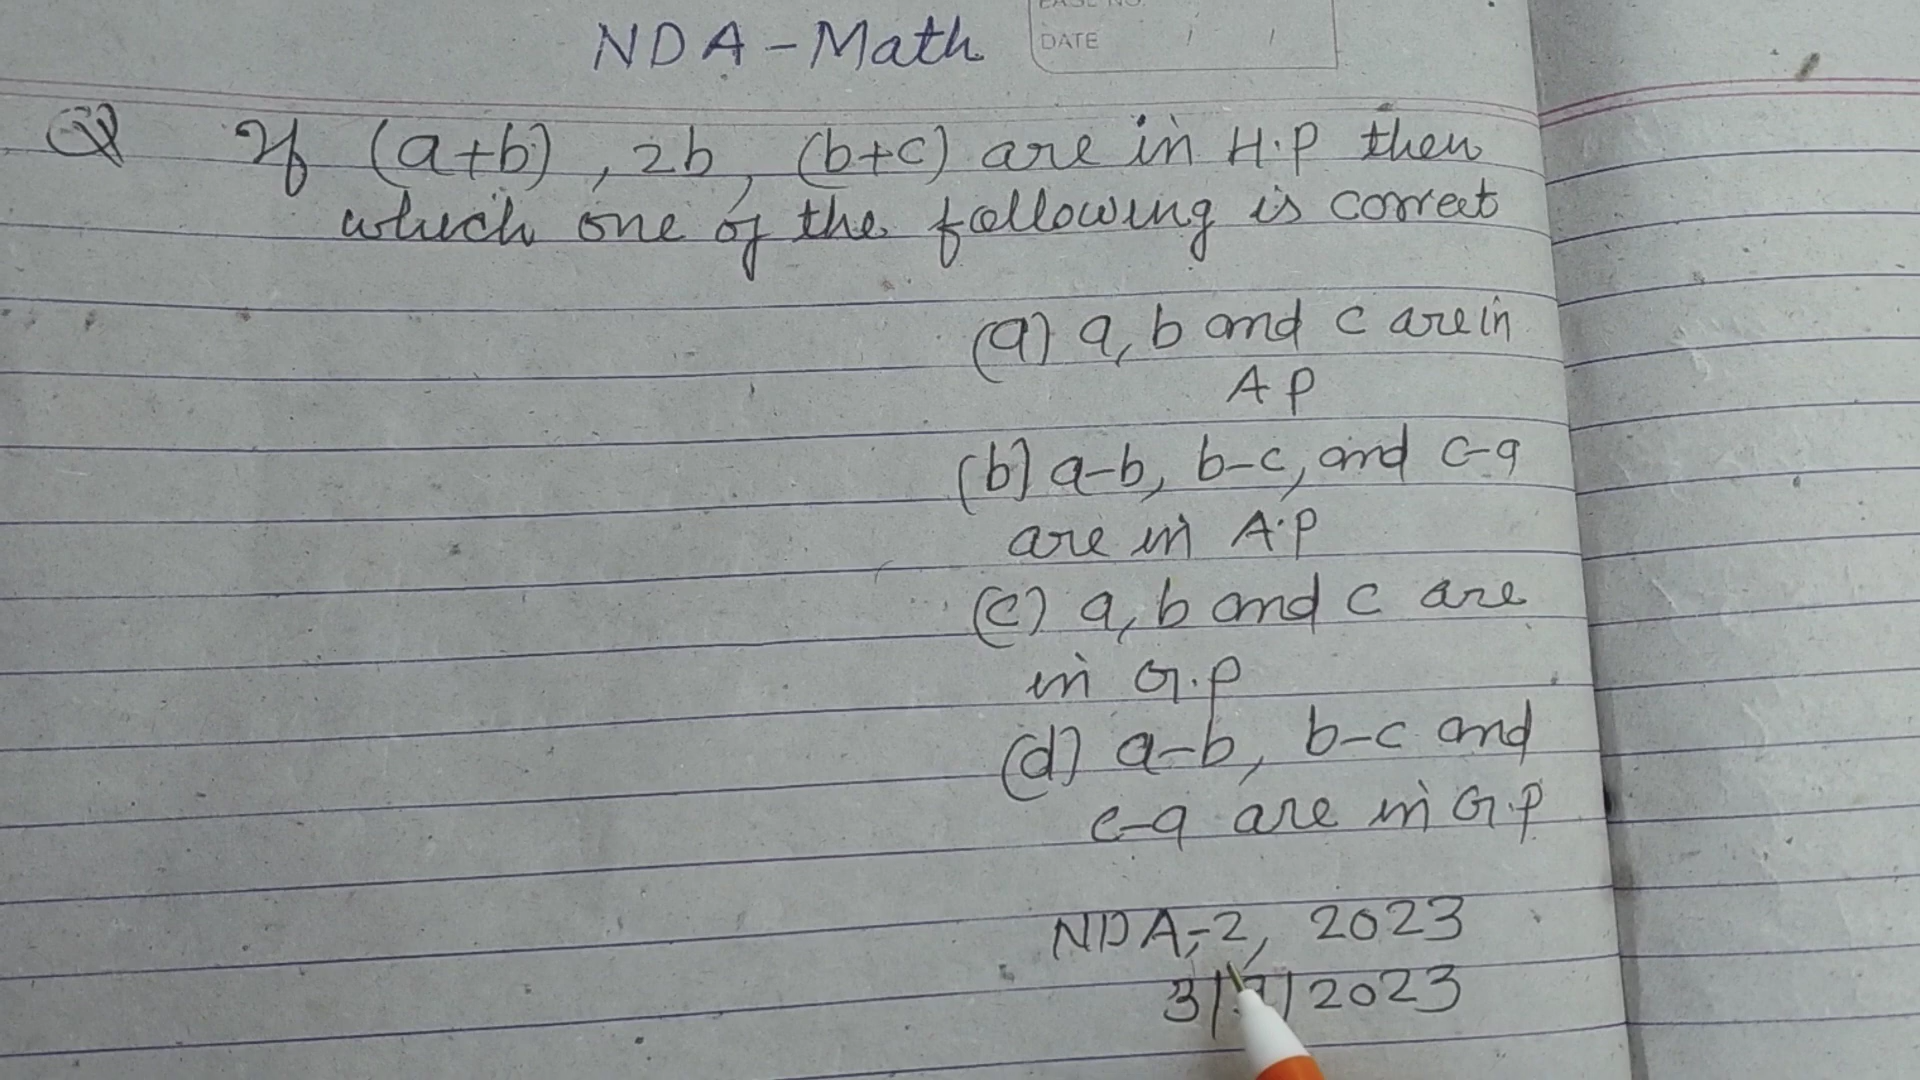 NDA-Math
DATE
Q If (a+b), 2b, (b+c) are in H.P then
which one of the following is correct
(a) a, b and c are in
AP
(b) a-b, b-c, and c-a
are in A.P
(c) a, b and c are
in G.P
(d) a-b, b-c and
c-a are in G.P
NDA-2, 2023
3/ /2023